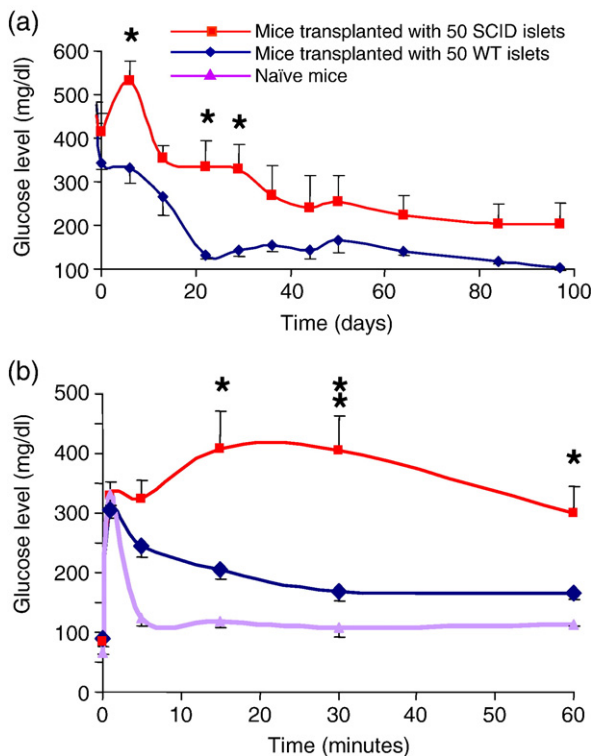 (a)
Mice transplanted with 50 SCID islets
Mice transplanted with 50 WT islets
Naïve mice
Glucose level (mg/dl)
600
500
400
300
200
100
*
*
*
0 20 40 60 80 100
Time (days)
(b)
Glucose level (mg/dl)
500
400
300
200
100
0
*
*
*
*
0 10 20 30 40 50 60
Time (minutes)